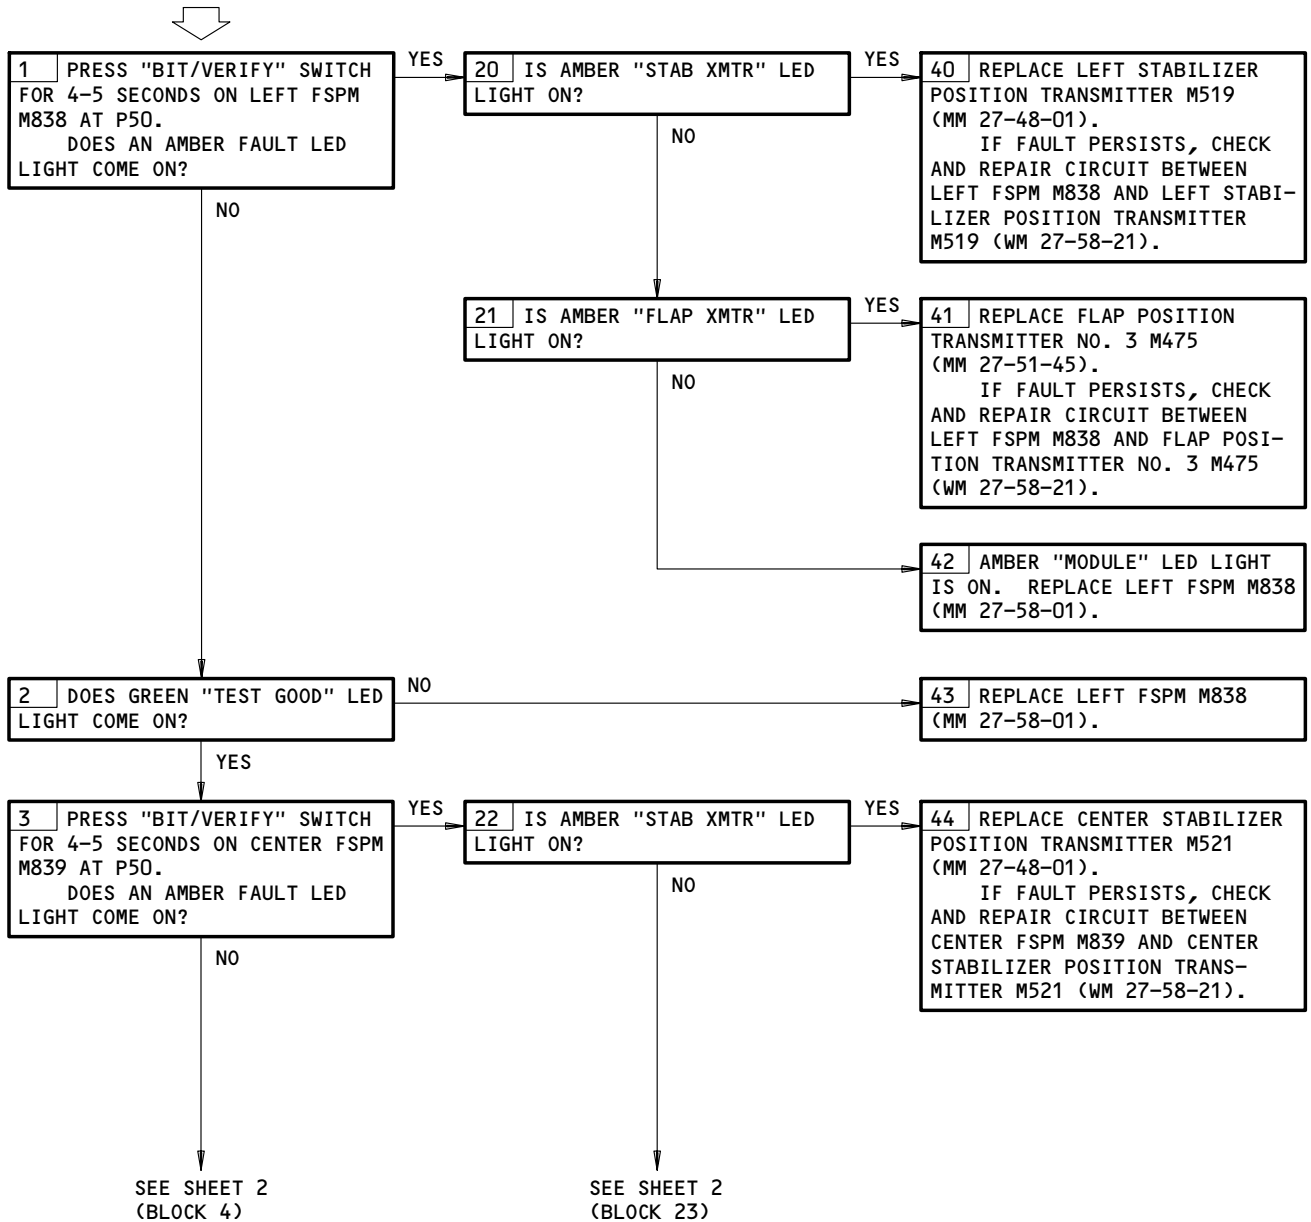 1 PRESS "BIT/VERIFY" SWITCH
FOR 4-5 SECONDS ON LEFT FSPM
M838 AT P50.
DOES AN AMBER FAULT LED
LIGHT COME ON?
YES
NO
20 IS AMBER "STAB XMTR" LED
LIGHT ON?
YES
NO
40 REPLACE LEFT STABILIZER
POSITION TRANSMITTER M519
(MM 27-48-01).
IF FAULT PERSISTS, CHECK
AND REPAIR CIRCUIT BETWEEN
LEFT FSPM M838 AND LEFT STABI-
LIZER POSITION TRANSMITTER
M519 (WM 27-58-21).
21 IS AMBER "FLAP XMTR" LED
LIGHT ON?
YES
NO
41 REPLACE FLAP POSITION
TRANSMITTER NO. 3 M475
(MM 27-51-45).
IF FAULT PERSISTS, CHECK
AND REPAIR CIRCUIT BETWEEN
LEFT FSPM M838 AND FLAP POSI-
TION TRANSMITTER NO. 3 M475
(WM 27-58-21).
42 AMBER "MODULE" LED LIGHT
IS ON. REPLACE LEFT FSPM M838
(MM 27-58-01).
2 DOES GREEN "TEST GOOD" LED
LIGHT COME ON?
NO
YES
43 REPLACE LEFT FSPM M838
(MM 27-58-01).
3 PRESS "BIT/VERIFY" SWITCH
FOR 4-5 SECONDS ON CENTER FSPM
M839 AT P50.
DOES AN AMBER FAULT LED
LIGHT COME ON?
YES
NO
22 IS AMBER "STAB XMTR" LED
LIGHT ON?
YES
NO
44 REPLACE CENTER STABILIZER
POSITION TRANSMITTER M521
(MM 27-48-01).
IF FAULT PERSISTS, CHECK
AND REPAIR CIRCUIT BETWEEN
CENTER FSPM M839 AND CENTER
STABILIZER POSITION TRANS-
MITTER M521 (WM 27-58-21).
SEE SHEET 2
(BLOCK 4)
SEE SHEET 2
(BLOCK 23)